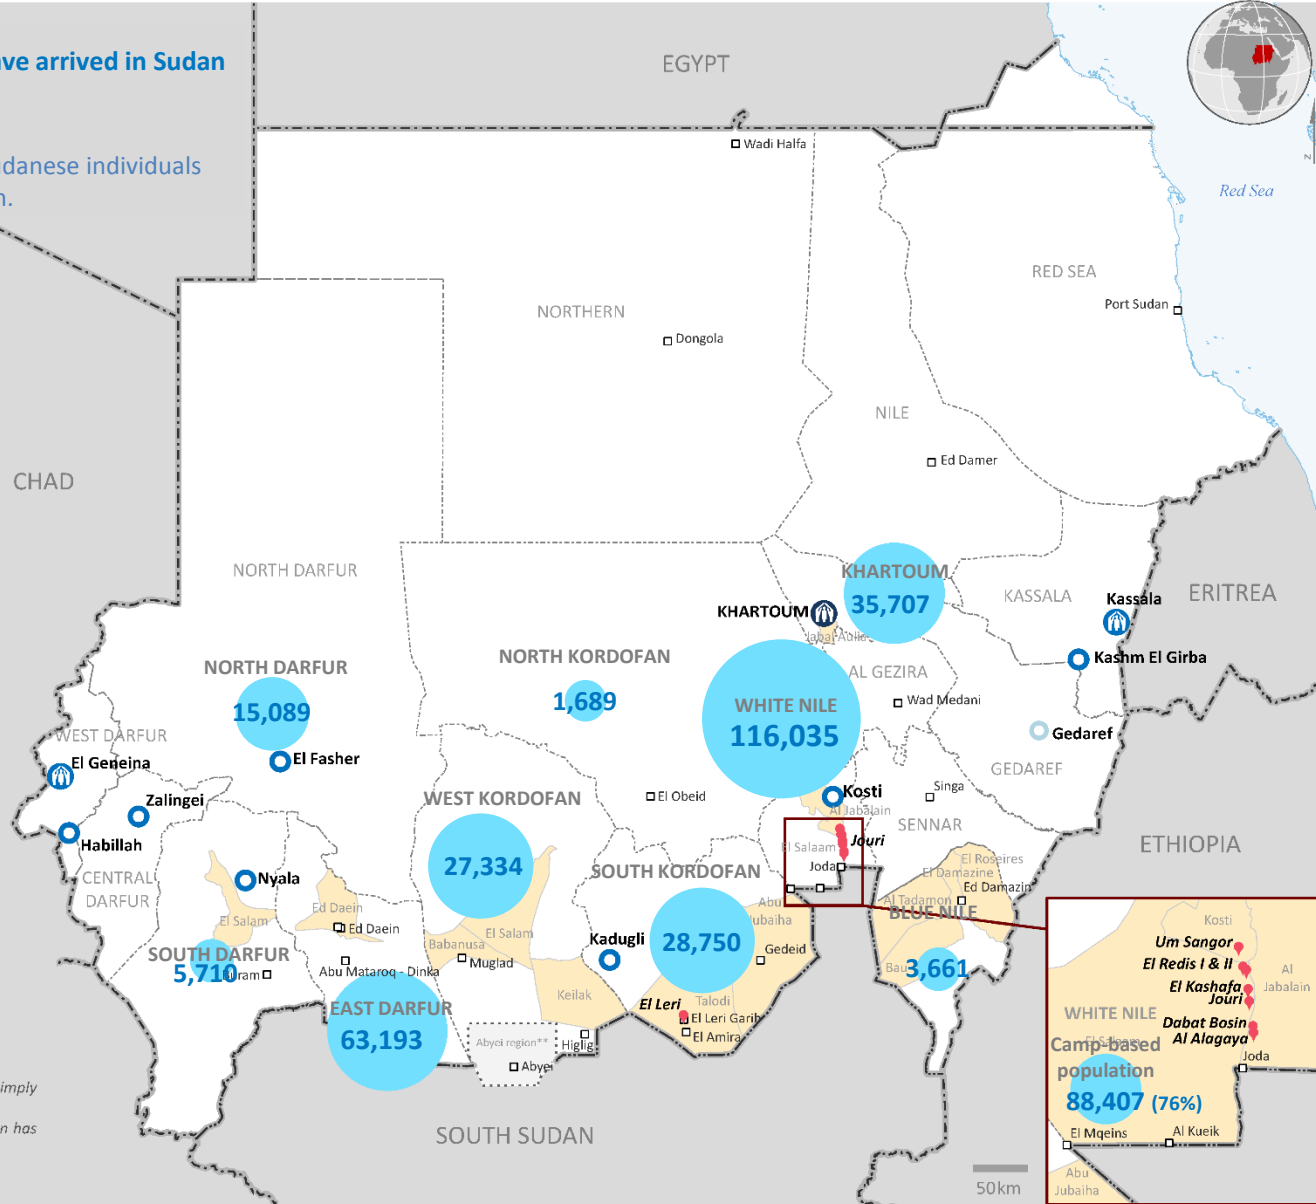 ve arrived in Sudan
danese individuals
n.
EGYPT
Red Sea
Wadi Halfa
RED SEA
Port Sudan
NORTHERN
Dongola
NILE
Ed Damer
CHAD
NORTH DARFUR
KHARTOUM
35,707
KHARTOUM
Jabal Aulia
KASSALA
Kassala
ERITREA
Kashm El Girba
NORTH DARFUR
15,089
NORTH KORDOFAN
1,689
WHITE NILE
116,035
AL GEZIRA
Wad Medani
Gedaref
GEDAREF
WEST DARFUR
El Geneina
El Fasher
Zalingei
Habillah
WEST KORDOFAN
27,334
El Obeid
Kosti
Al Jabalain
Singa
SENNAR
Jouri
El Salaam
Joda
ETHIOPIA
CENTRAL
DARFUR
Nyala
El Salam
Ed Daein
Ed Daein
SOUTH KORDOFAN
28,750
Abu
Jubaiha
Gedeid
El Roseires
El Damazine
Ed Damazin
Al Tadamon
BLUE NILE
Bau
3,661
SOUTH DARFUR
5,710
Buram
Abu Mataroq - Dinka
Babanusa
El Salam
Muglad
Kadugli
Keilak
EAST DARFUR
63,193
El Leri
Talodi
El Leri Garib
El Amira
Abyei region**
Higlig
Abyei
SOUTH SUDAN
50km
Kosti
Um Sangor
El Redis I & II
El Kashafa
Jouri
Al
Jabalain
WHITE NILE
Dabat Bosin
Al Alagaya
El Salaam
Joda
Camp-based
population
88,407 (76%)
El Mqeins
Al Kueik
Abu
Jubaiha
imply
n has
N